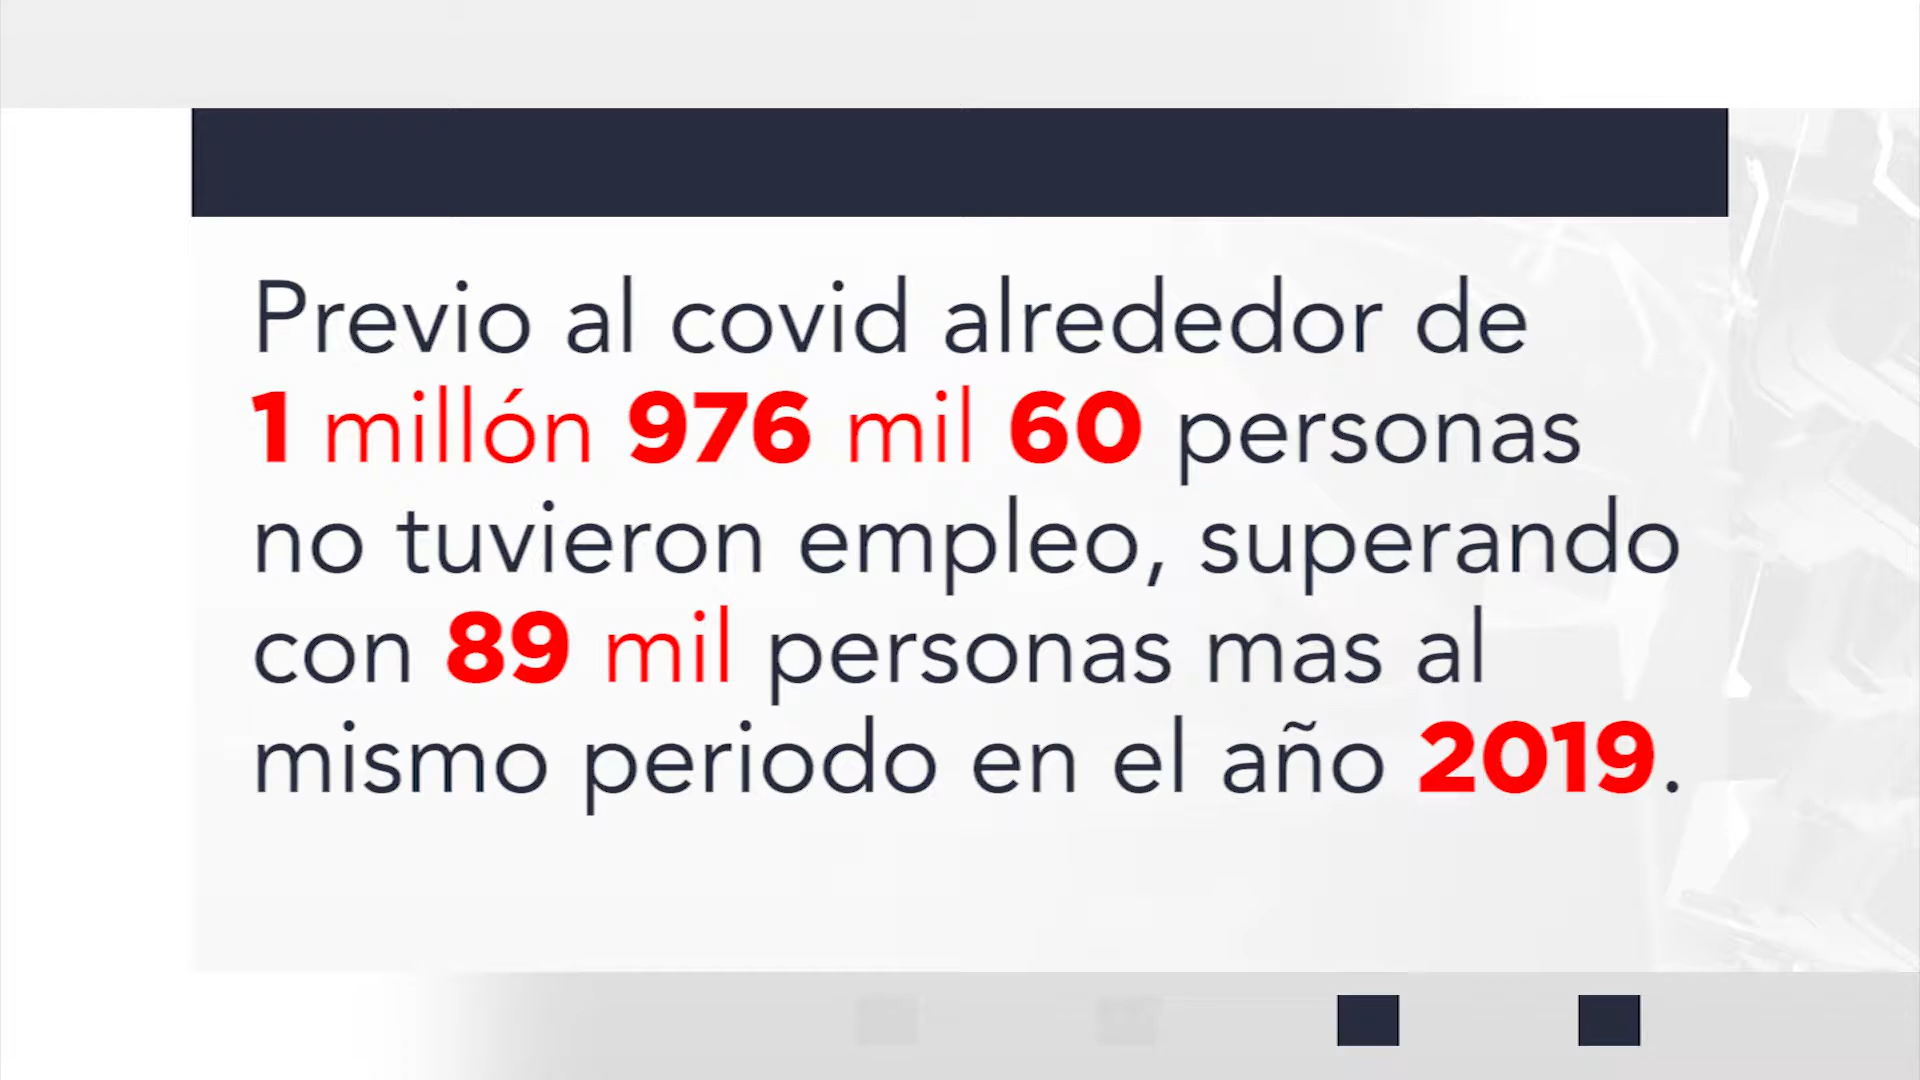 Previo al covid alrededor de
1 millón 976 mil 60 personas
no tuvieron empleo, superando
con 89 mil personas mas al
mismo periodo en el año 2019.